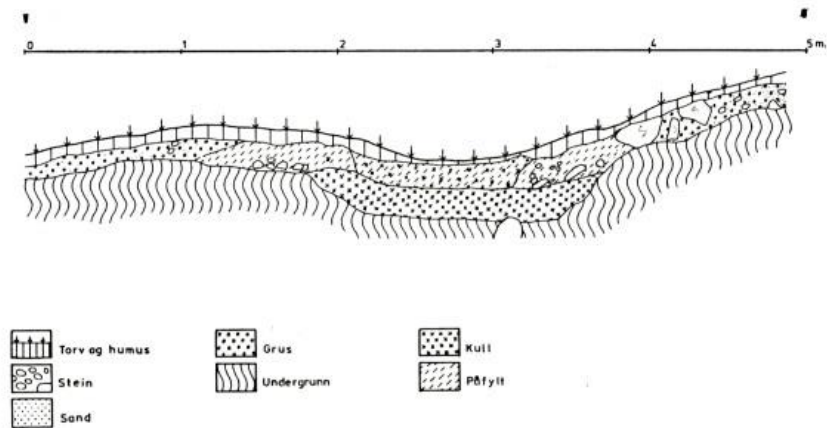 0 1 2 3 4 5 m.
Torv og humus Grus Kull
Stein Undergrunn Påfylt
Sand